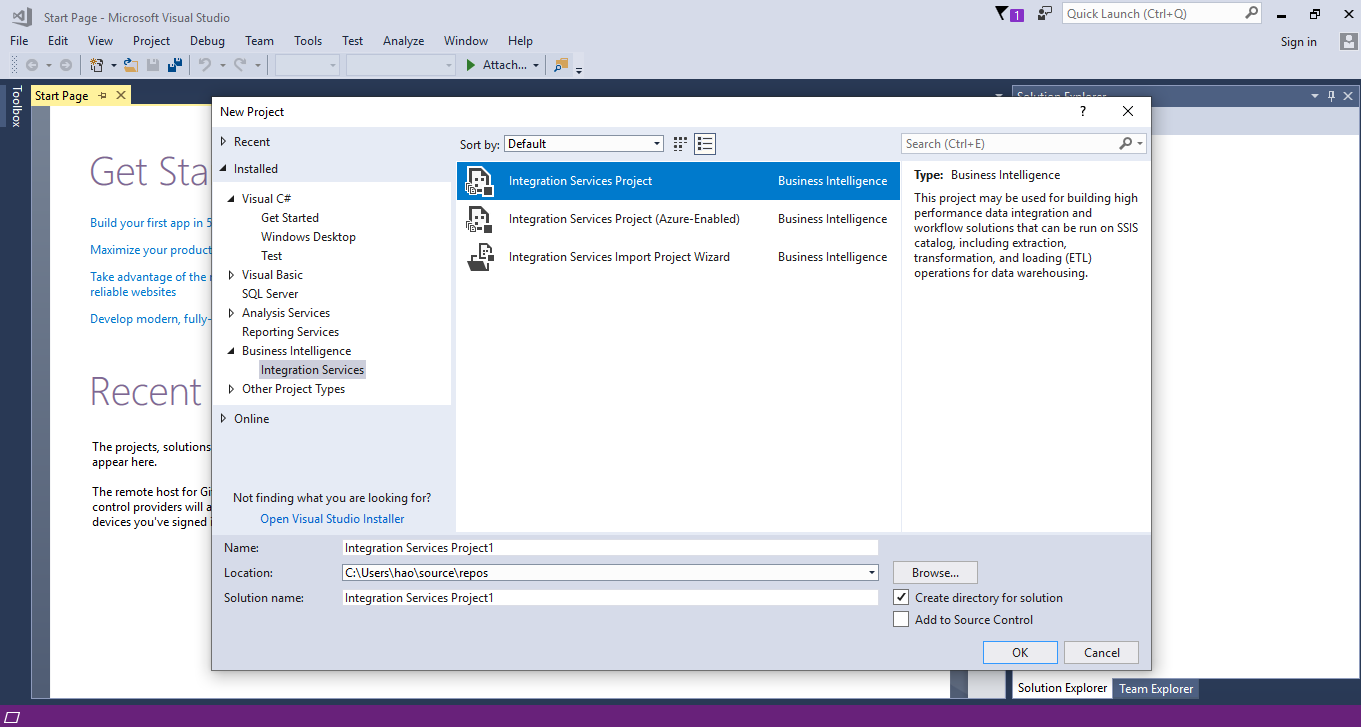 Start Page - Microsoft Visual Studio
1
Quick Launch (Ctrl+Q)
File Edit View Project Debug Team Tools Test Analyze Window Help
Sign in
Attach...
Toolbox
Start Page
Solution Explorer
New Project
?
Recent
Installed
Visual C#
Get Started
Windows Desktop
Test
Visual Basic
SQL Server
Analysis Services
Reporting Services
Business Intelligence
Integration Services
Other Project Types
Online
Not finding what you are looking for?
Open Visual Studio Installer
Sort by: Default
Search (Ctrl+E)
Integration Services Project Business Intelligence
Integration Services Project (Azure-Enabled) Business Intelligence
Integration Services Import Project Wizard Business Intelligence
Type: Business Intelligence
This project may be used for building high
performance data integration and
workflow solutions that can be run on SSIS
catalog, including extraction,
transformation, and loading (ETL)
operations for data warehousing.
Name: Integration Services Project1
Location: C:\Users\hao\source\repos
Browse...
Solution name: Integration Services Project1
Create directory for solution
Add to Source Control
OK Cancel
Get Sta
Build your first app in 5
Maximize your product
Take advantage of the
reliable websites
Develop modern, fully-
Recent
The projects, solutions
appear here.
The remote host for Gi
control providers will a
devices you've signed i
Solution Explorer Team Explorer